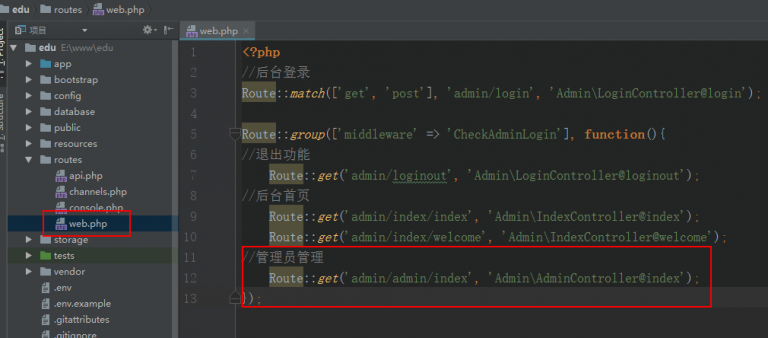 edu routes web.php
项目
web.php
edu E:\www\edu
app
bootstrap
config
database
public
resources
routes
api.php
channels.php
console.php
web.php
storage
tests
vendor
.env
.env.example
.gitattributes
.gitignore
1 <?php
2 //后台登录
3 Route::match(['get', 'post'], 'admin/login', 'Admin\LoginController@login');
4
5 Route::group(['middleware' => 'CheckAdminLogin'], function(){
6 //退出功能
7 Route::get('admin/loginout', 'Admin\LoginController@loginout');
8 //后台首页
9 Route::get('admin/index/index', 'Admin\IndexController@index');
10 Route::get('admin/index/welcome', 'Admin\IndexController@welcome');
11 //管理员管理
12 Route::get('admin/admin/index', 'Admin\AdminController@index');
13 });